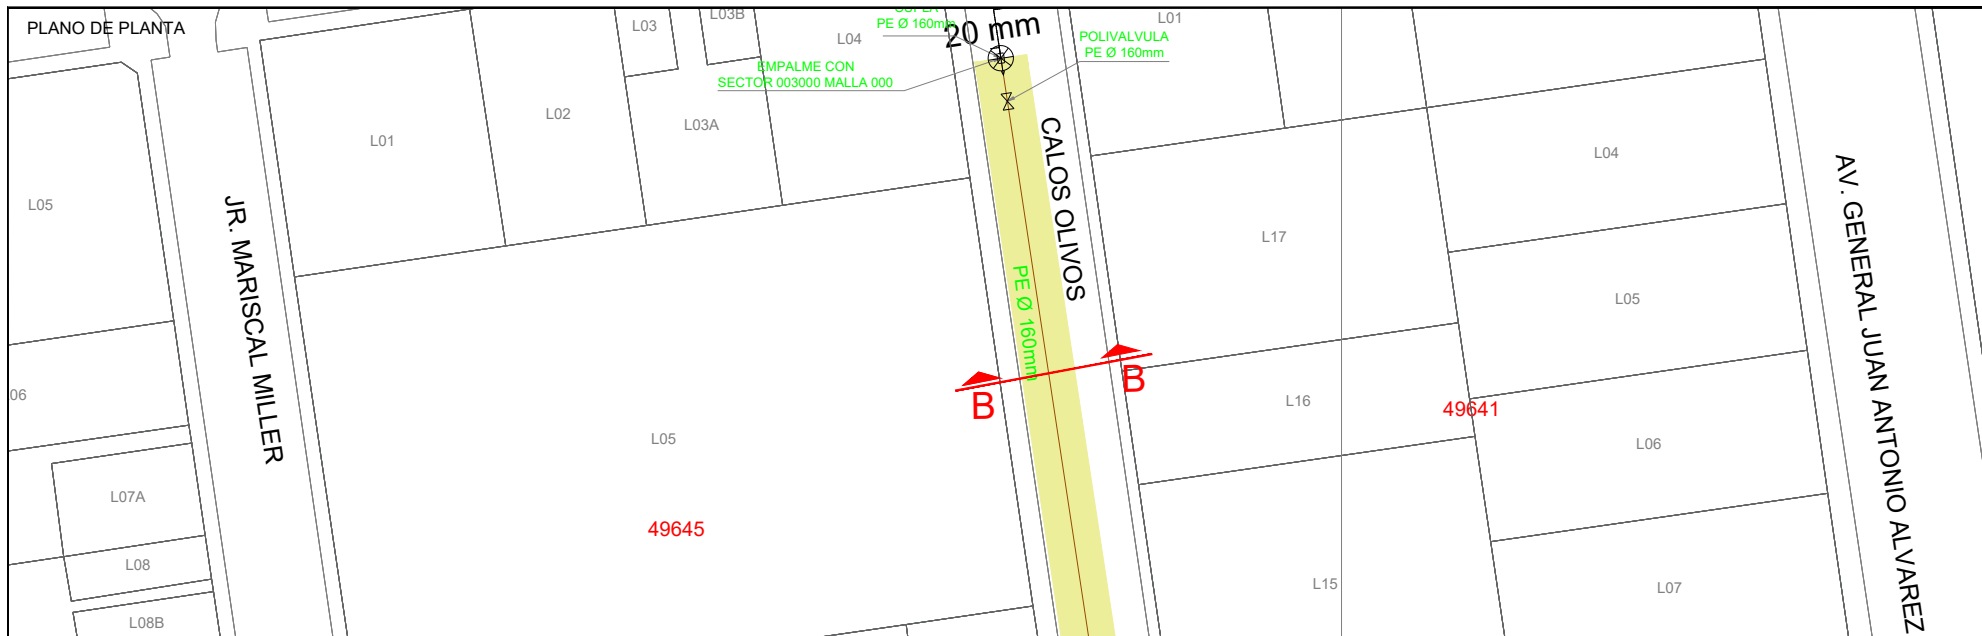 PLANO DE PLANTA
L03
L03B
L04
PE Ø 160mm
20 mm
L01
POLIVALVULA
PE Ø 160mm
EMPALME CON
SECTOR 003000 MALLA 000
L01
L02
L03A
CALOS OLIVOS
L04
L05
JR. MARISCAL MILLER
L17
AV. GENERAL JUAN ANTONIO ALVAREZ
PE Ø 160mm
L05
B
B
06
L16
49641
L05
L06
L07A
49645
L08
L15
L07
L08B